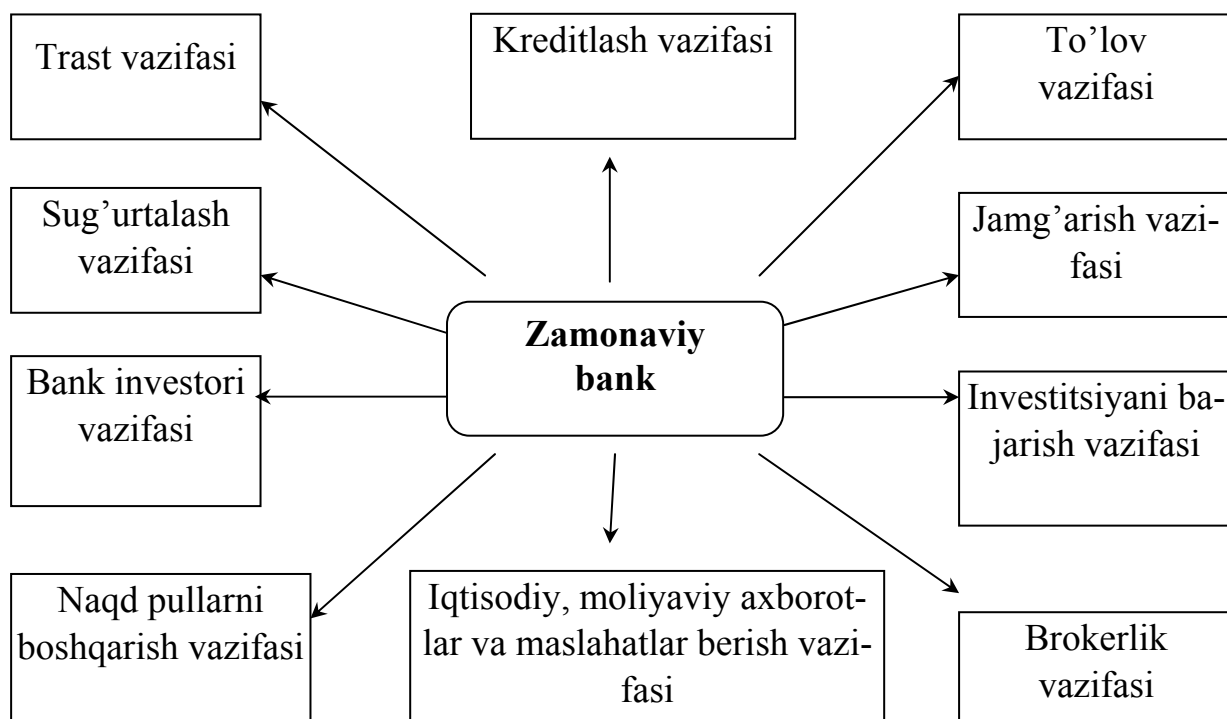 Trast vazifasi
Kreditlash vazifasi
To’lov
vazifasi
Sug’urtalash
vazifasi
Jamg’arish vazi-
fasi
Zamonaviy
bank
Bank investori
vazifasi
Investitsiyani ba-
jarish vazifasi
Naqd pullarni
boshqarish vazifasi
Iqtisodiy, moliyaviy axborot-
lar va maslahatlar berish vazi-
fasi
Brokerlik
vazifasi